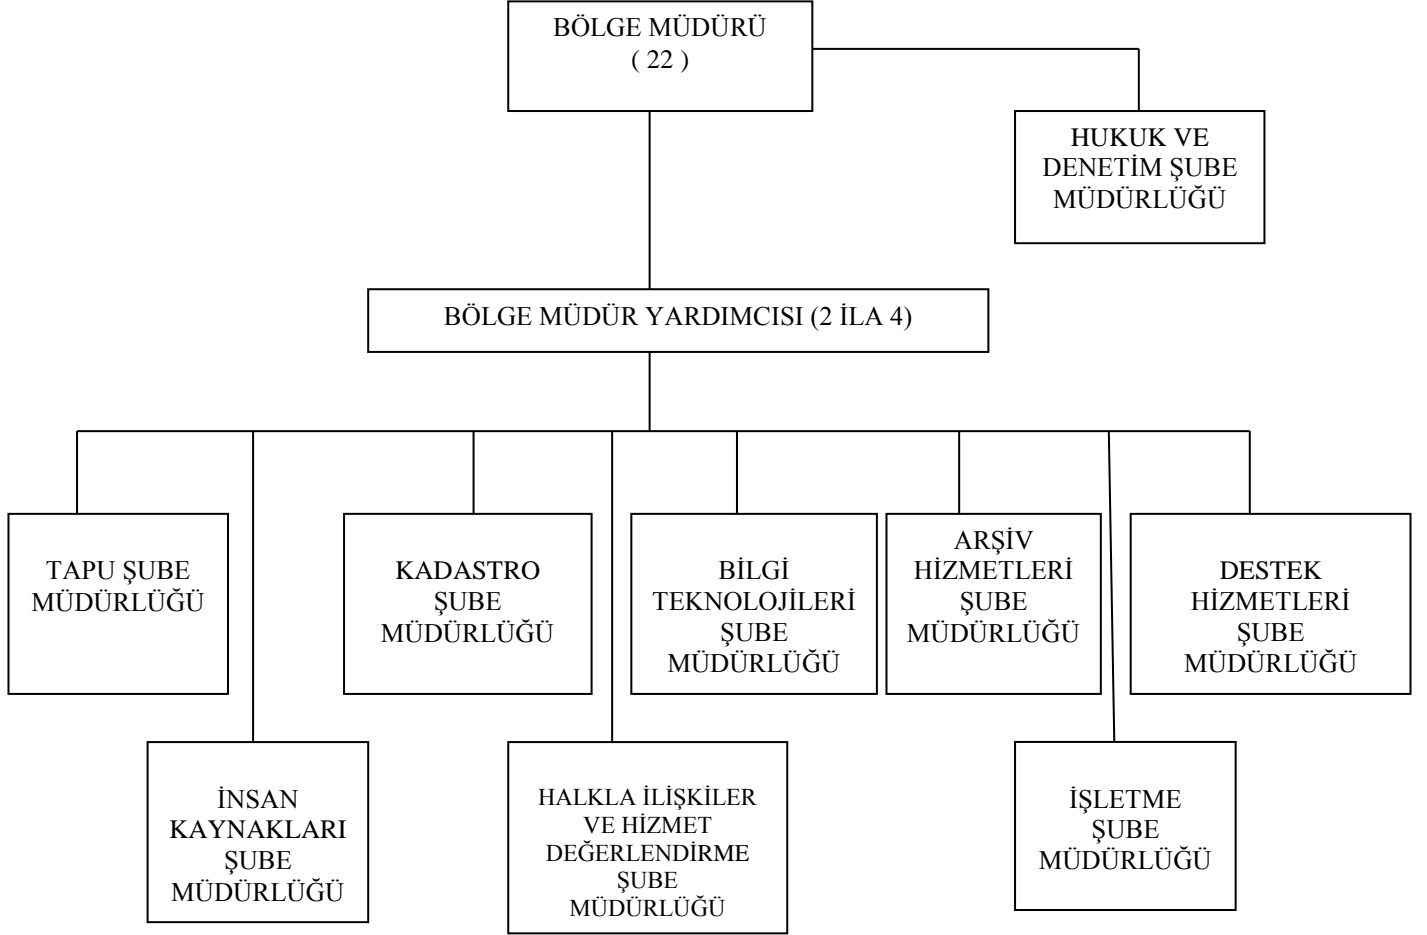 BÖLGE MÜDÜRÜ
( 22 )
HUKUK VE
DENETİM ŞUBE
MÜDÜRLÜĞÜ
BÖLGE MÜDÜR YARDIMCISI (2 İLA 4)
TAPU ŞUBE
MÜDÜRLÜĞÜ
KADASTRO
ŞUBE
MÜDÜRLÜĞÜ
BİLGİ
TEKNOLOJİLERİ
ŞUBE
MÜDÜRLÜĞÜ
ARŞİV
HİZMETLERİ
ŞUBE
MÜDÜRLÜĞÜ
DESTEK
HİZMETLERİ
ŞUBE
MÜDÜRLÜĞÜ
İNSAN
KAYNAKLARI
ŞUBE
MÜDÜRLÜĞÜ
HALKLA İLİŞKİLER
VE HİZMET
DEĞERLENDİRME
ŞUBE
MÜDÜRLÜĞÜ
İŞLETME
ŞUBE
MÜDÜRLÜĞÜ